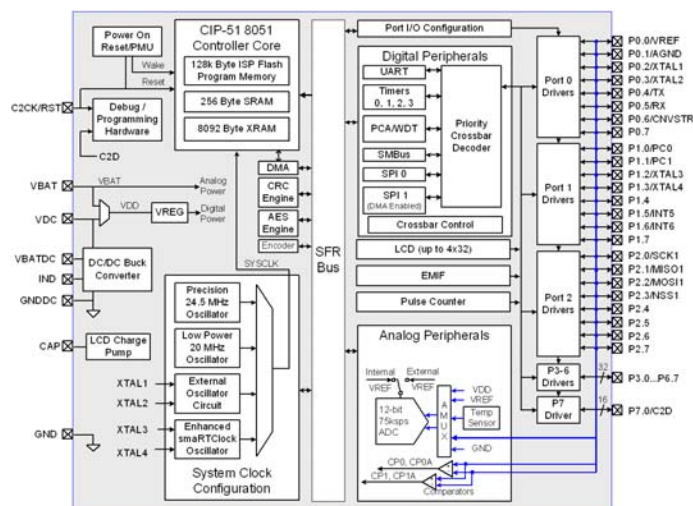 Power On
Reset/PMU
Wake
Reset
C2CK/RST
Debug /
Programming
Hardware
C2D
CIP-51 8051
Controller Core
128k Byte ISP Flash
Program Memory
256 Byte SRAM
8092 Byte XRAM
DMA
CRC
Engine
AES
Engine
Encoder
SYSCLK
VBAT
VBAT
Analog
Power
VDC
VDD
VREG
Digital
Power
VBATDC
IND
GNDDC
DC/DC Buck
Converter
CAP
LCD Charge
Pump
XTAL1
XTAL2
XTAL3
XTAL4
GND
Precision
24.5 MHz
Oscillator
Low Power
20 MHz
Oscillator
External
Oscillator
Circuit
Enhanced
smaRTClock
Oscillator
System Clock
Configuration
SFR
Bus
Port I/O Configuration
Digital Peripherals
UART
Timers
0, 1, 2, 3
PCA/WDT
SMBus
SPI 0
SPI 1
(DMA Enabled)
Priority
Crossbar
Decoder
Crossbar Control
LCD (up to 4x32)
EMIF
Pulse Counter
Analog Peripherals
Internal
VREF
External
VREF
12-bit
75ksps
ADC
A
M
U
X
VDD
VREF
Temp
Sensor
GND
CP0, CP0A
CP1, CP1A
Comparators
Port 0
Drivers
Port 1
Drivers
Port 2
Drivers
P3-6
Drivers
P7
Driver
32
16
P0.0/VREF
P0.1/AGND
P0.2/XTAL1
P0.3/XTAL2
P0.4/TX
P0.5/RX
P0.6/CNVSTR
P0.7
P1.0/PC0
P1.1/PC1
P1.2/XTAL3
P1.3/XTAL4
P1.4
P1.5/INT5
P1.6/INT6
P1.7
P2.0/SCK1
P2.1/MISO1
P2.2/MOSI1
P2.3/NSS1
P2.4
P2.5
P2.6
P2.7
P3.0...P6.7
P7.0/C2D